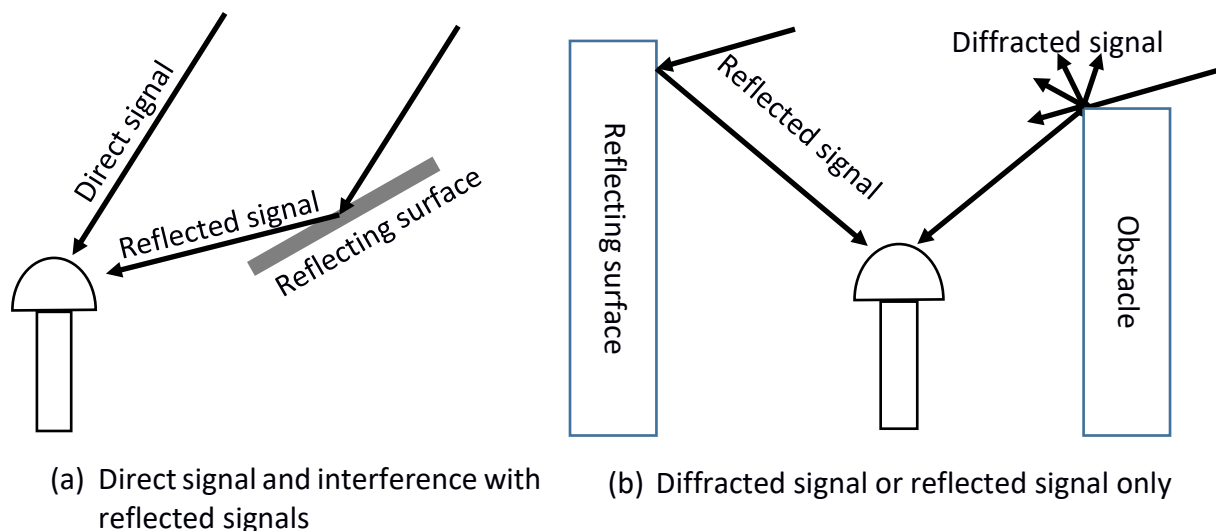 Direct signal
Reflected signal
Reflecting surface
(a) Direct signal and interference with
reflected signals
Reflecting surface
Reflected signal
Diffracted signal
Obstacle
(b) Diffracted signal or reflected signal only